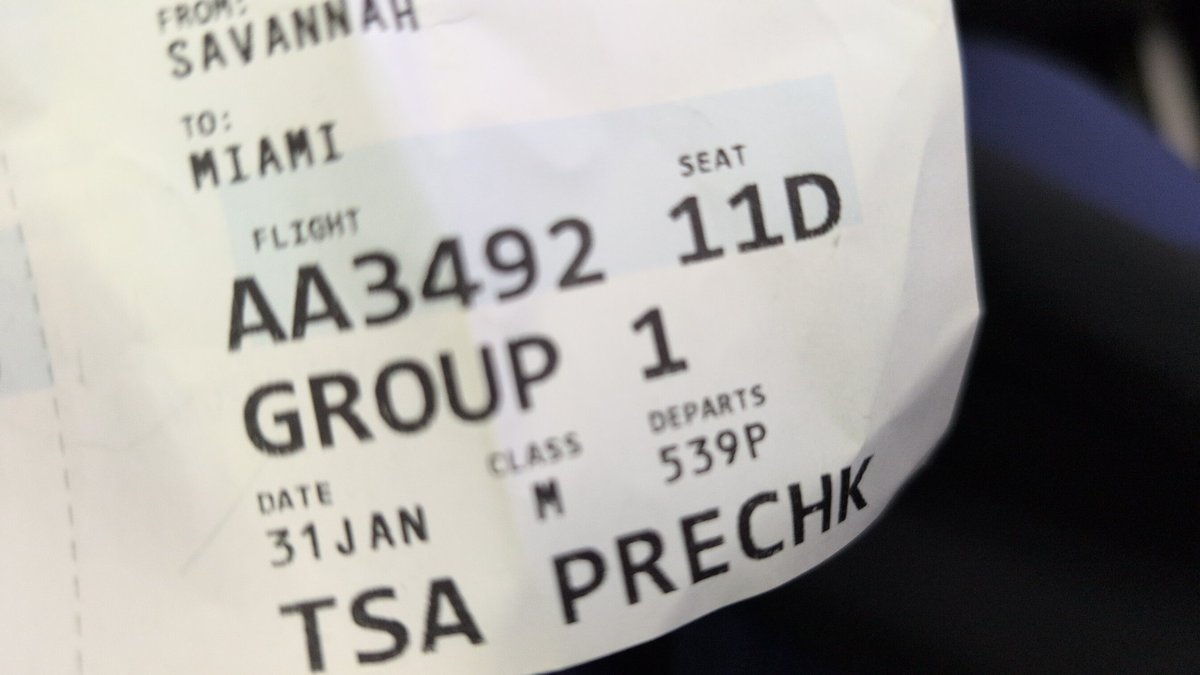 FROM:
SAVANNAH
TO:
MIAMI
FLIGHT SEAT
AA3492 11D
GROUP 1
DATE CLASS DEPARTS
31JAN M 539P
TSA PRECHK